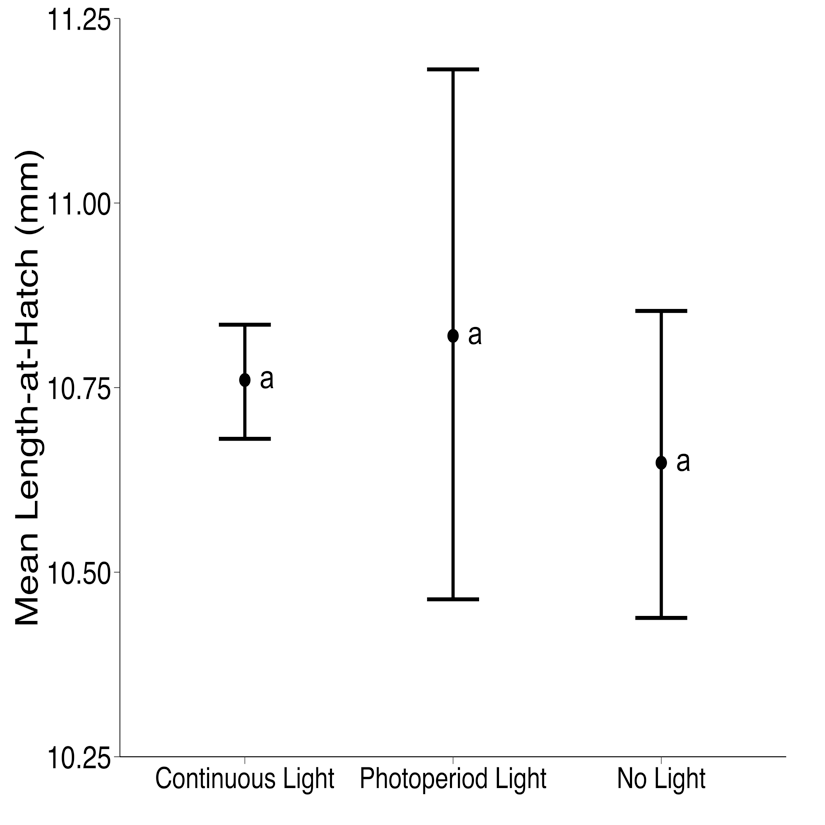 Mean Length-at-Hatch (mm)
11.25
11.00
10.75
10.50
10.25
a
a
a
Continuous Light
Photoperiod Light
No Light